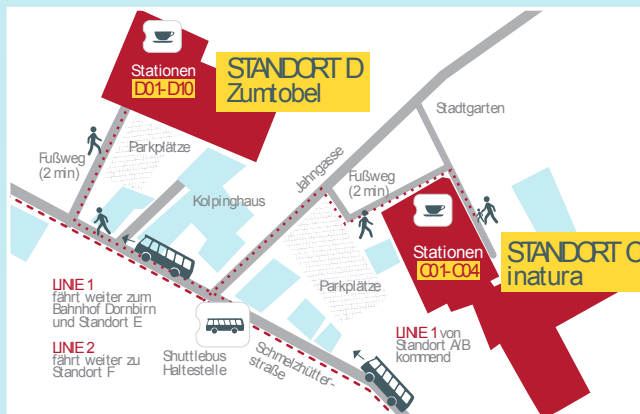 Stationen
D01-D10
STANDORT D
Zumtobel
Stadtgarten
Parkplätze
Fußweg
(2 min)
Jahngasse
Fußweg
(2 min)
Kolpinghaus
Stationen
C01-C04
STANDORT C
inatura
LINIE 1
fährt weiter zum
Bahnhof Dornbirn
und Standort E
LINIE 2
fährt weiter zu
Standort F
Shuttlebus
Haltestelle
Schmelzhütter-
straße
Parkplätze
LINIE 1 von
Standort A/B
kommend